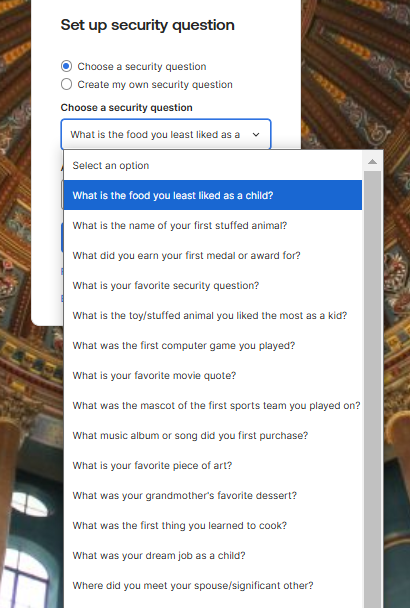 Set up security question
Choose a security question
Create my own security question
Choose a security question
What is the food you least liked as a
Select an option
What is the food you least liked as a child?
What is the name of your first stuffed animal?
What did you earn your first medal or award for?
What is your favorite security question?
What is the toy/stuffed animal you liked the most as a kid?
What was the first computer game you played?
What is your favorite movie quote?
What was the mascot of the first sports team you played on?
What music album or song did you first purchase?
What is your favorite piece of art?
What was your grandmother's favorite dessert?
What was the first thing you learned to cook?
What was your dream job as a child?
Where did you meet your spouse/significant other?